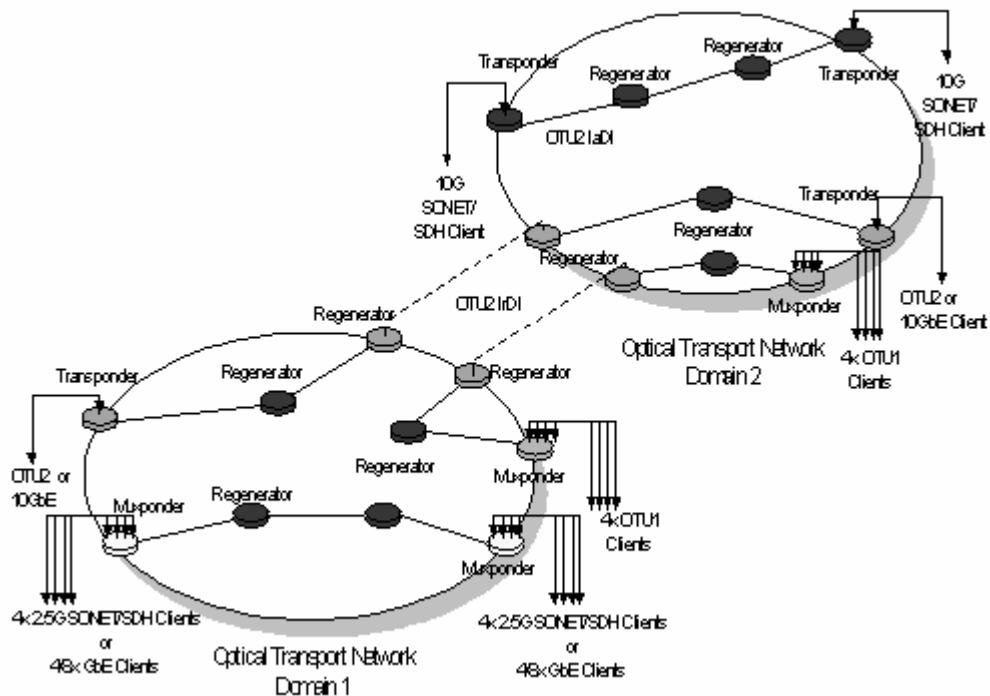 Regenerator
Transponder
Regenerator
Transponder
10G
SONET/
SDH Client
OTU2 IaDI
10G
SONET/
SDH Client
Transponder
Regenerator
Regenerator
OTU2 IrDI
Muxponder
OTU2 or
10GbE Client
Regenerator
Optical Transport Network
Domain 2
4x OTU1
Clients
Transponder
Regenerator
Regenerator
Regenerator
OTU2 or
10GbE
Muxponder
Regenerator
Muxponder
4x OTU1
Clients
Muxponder
4x 2.5G SONET/SDH Clients
or
4/8x GbE Clients
4x 2.5G SONET/SDH Clients
or
4/8x GbE Clients
Optical Transport Network
Domain 1